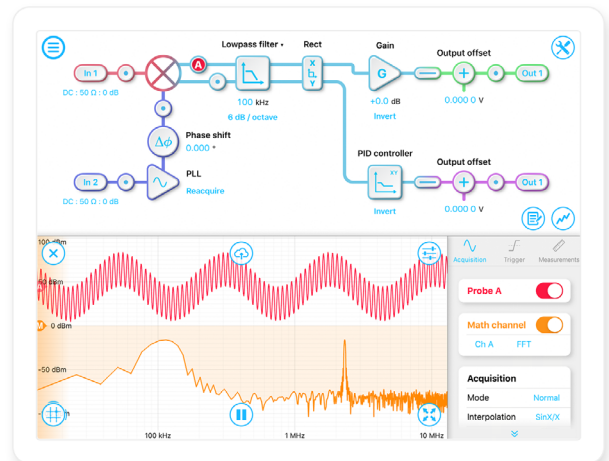 Lowpass filter ▾
Rect
Gain
Output offset
In 1
A
X
Y
G
Out 1
DC : 50 Ω : 0 dB
100 kHz
6 dB / octave
+0.0 dB
Invert
0.000 0 V
Phase shift
Δϕ
0.000 °
PLL
Reacquire
In 2
DC : 50 Ω : 0 dB
PID controller
XY
Invert
Output offset
Out 1
0.000 0 V
0 dBm
-50 dBm
100 kHz
1 MHz
10 MHz
Acquisition
Trigger
Measurements
Probe A
Math channel
Ch A
FFT
Acquisition
Mode
Normal
Interpolation
SinX/X